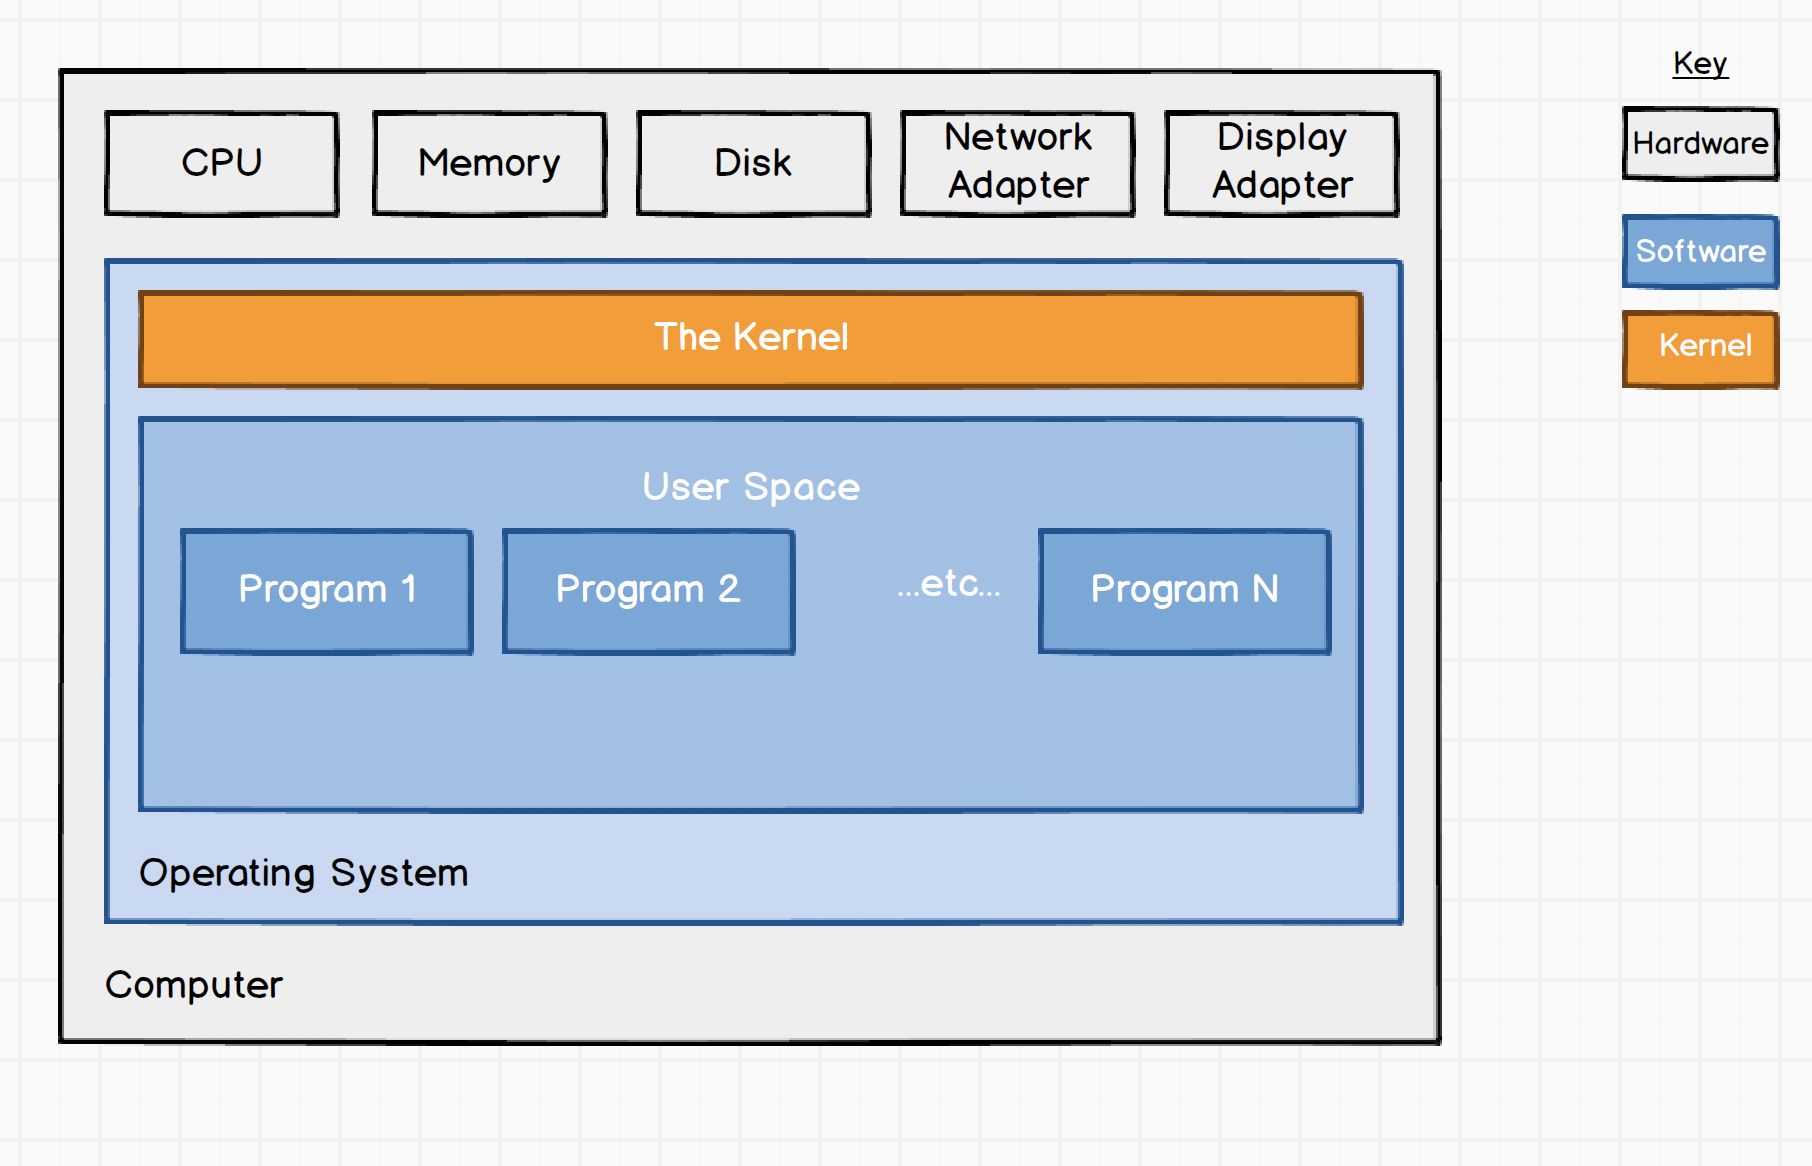 Key
CPU
Memory
Disk
Network
Adapter
Display
Adapter
Hardware
Software
The Kernel
Kernel
User Space
Program 1
Program 2
...etc...
Program N
Operating System
Computer